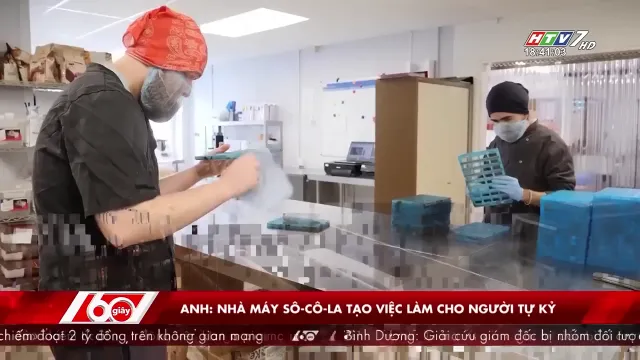 HTV7 HD
18:41:03
60 giây
ANH: NHÀ MÁY SÔ-CÔ-LA TẠO VIỆC LÀM CHO NGƯỜI TỰ KỶ
chiếm đoạt 2 tỷ đồng trên không gian mạng 60 giây Bình Dương: Giải cứu giám đốc bị nhóm đối tượ